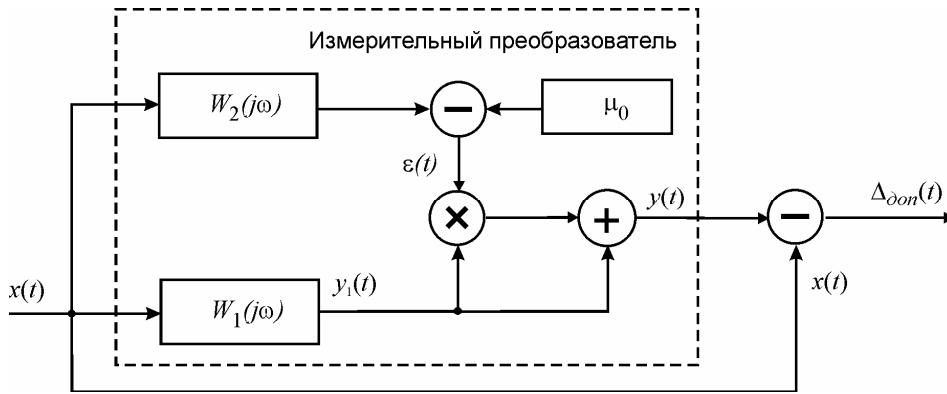 Измерительный преобразователь
W₂(jω)
−
μ₀
ε(t)
×
+
y(t)
−
Δдоп(t)
x(t)
W₁(jω)
y₁(t)
x(t)